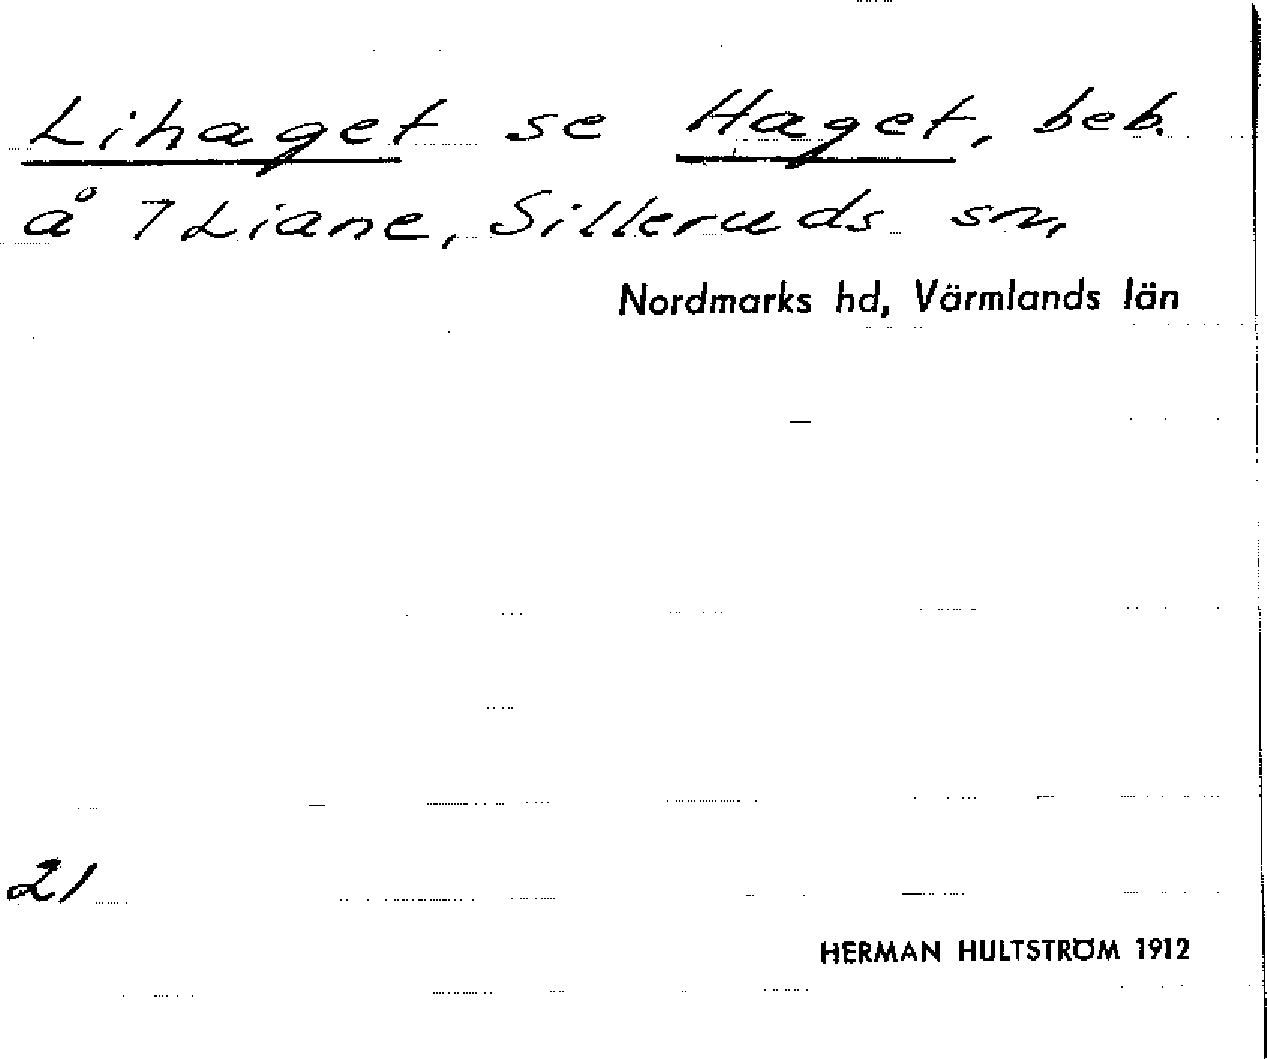 Lihaget se Haget, beb.
å 7 Liane, Silleruds sn,
Nordmarks hd, Värmlands län
21
HERMAN HULTSTRÖM 1912